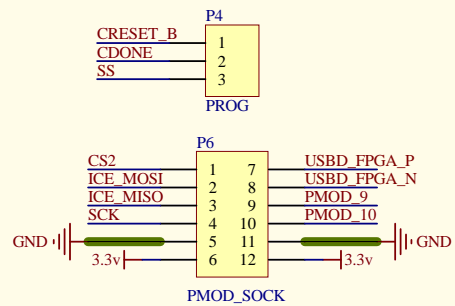 P4
CRESET_B 1
CDONE 2
SS 3
PROG
P6
CS2 1 7 USBD_FPGA_P
ICE_MOSI 2 8 USBD_FPGA_N
ICE_MISO 3 9 PMOD_9
SCK 4 10 PMOD_10
GND 5 11 GND
3.3v 6 12 3.3v
PMOD_SOCK